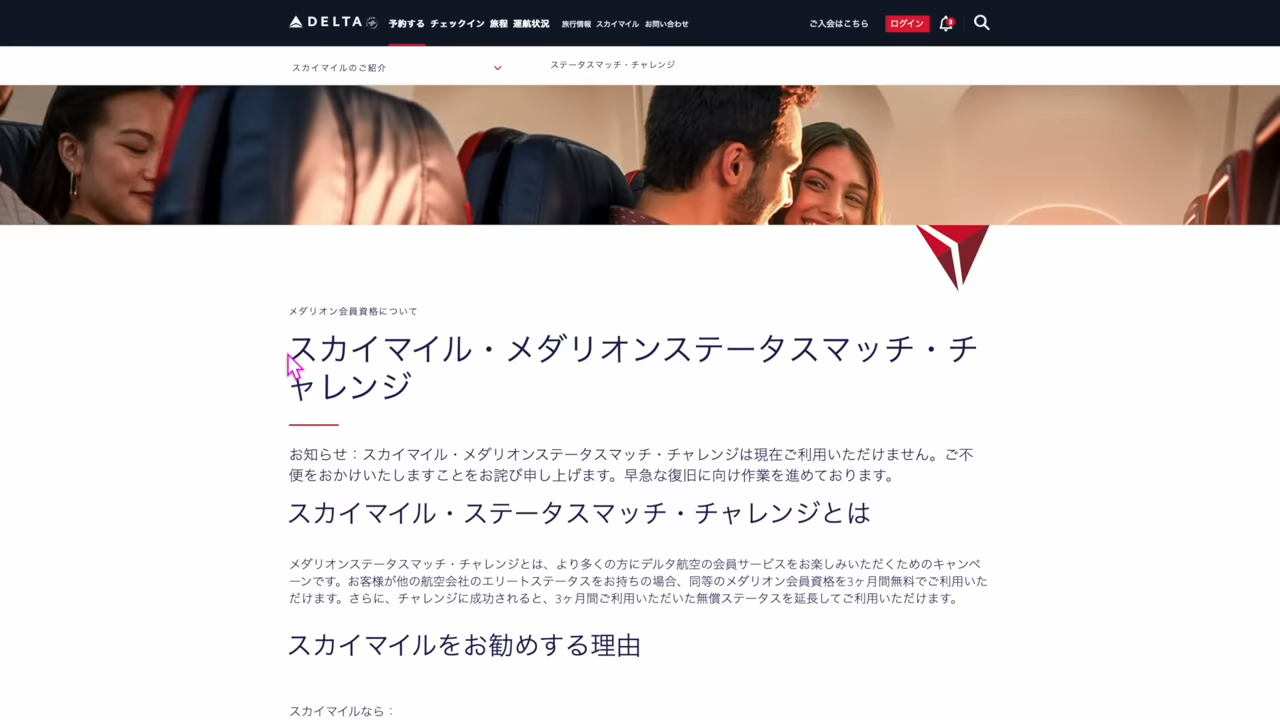 DELTA 予約する チェックイン 旅程 運航状況 旅行情報 スカイマイル お問い合わせ ご入会はこちら ログイン 3
スカイマイルのご紹介 ステータスマッチ・チャレンジ
メダリオン会員資格について
スカイマイル・メダリオンステータスマッチ・チ
ャレンジ
お知らせ：スカイマイル・メダリオンステータスマッチ・チャレンジは現在ご利用いただけません。ご不
便をおかけいたしますことをお詫び申し上げます。早急な復旧に向け作業を進めております。
スカイマイル・ステータスマッチ・チャレンジとは
メダリオンステータスマッチ・チャレンジとは、より多くの方にデルタ航空の会員サービスをお楽しみいただくためのキャンペ
ーンです。お客様が他の航空会社のエリートステータスをお持ちの場合、同等のメダリオン会員資格を3ヶ月間無料でご利用いた
だけます。さらに、チャレンジに成功されると、3ヶ月間ご利用いただいた無償ステータスを延長してご利用いただけます。
スカイマイルをお勧めする理由
スカイマイルなら：